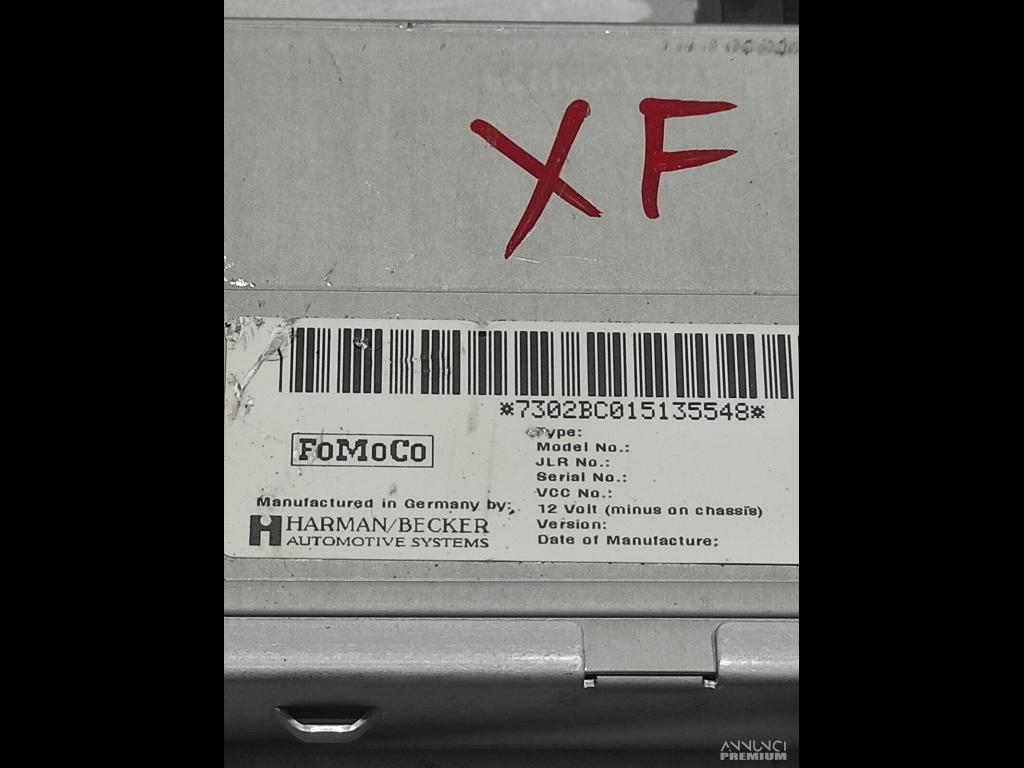 XF
*7302BC015135548*
FoMoCo
Manufactured in Germany by:
HARMAN/BECKER
AUTOMOTIVE SYSTEMS
Type:
Model No.:
JLR No.:
Serial No.:
VCC No.:
12 Volt (minus on chassis)
Version:
Date of Manufacture:
ANNUNCI
PREMIUM